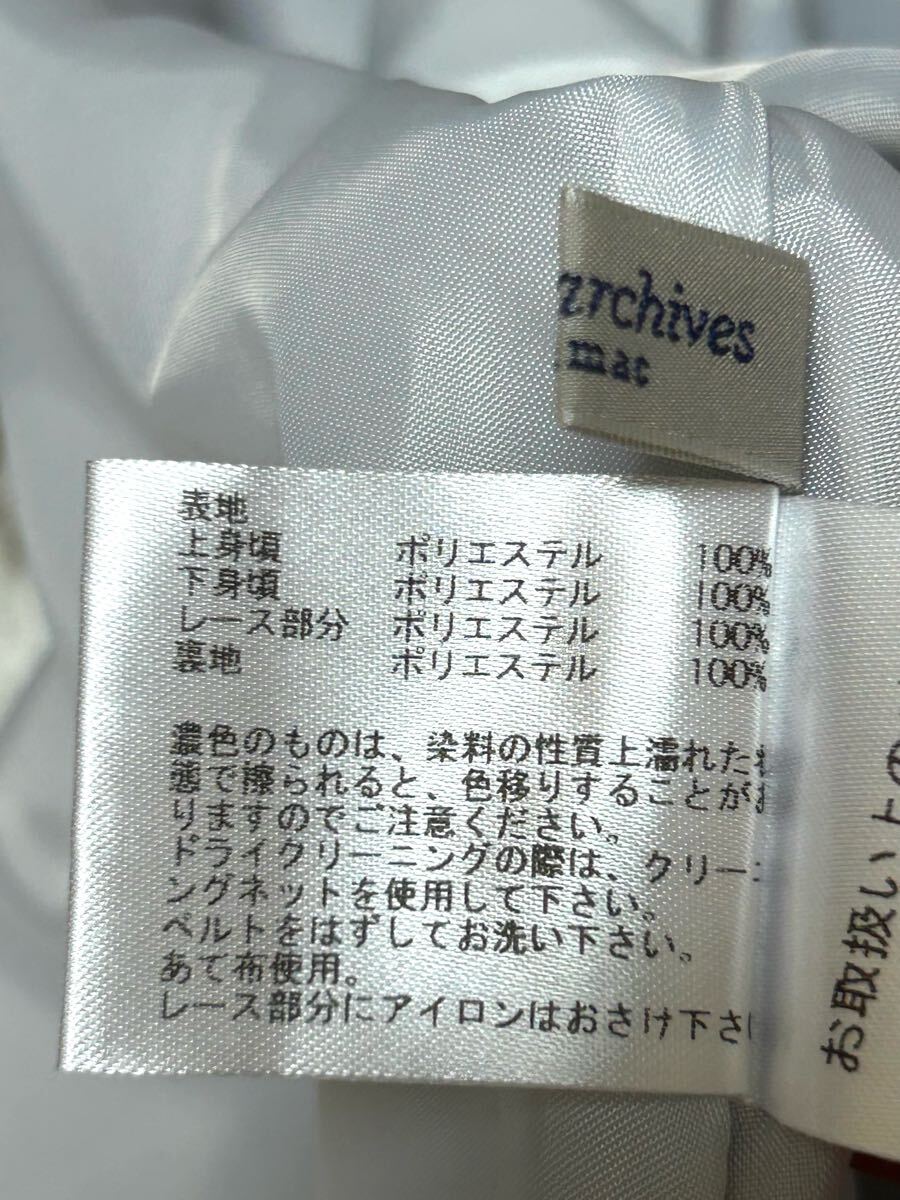 archives
mac
表地
上身頃 ポリエステル 100%
下身頃 ポリエステル 100%
レース部分 ポリエステル 100%
裏地 ポリエステル 100%
濃色のものは、染料の性質上濡れた
態で擦られると、色移りすることが
りますのでご注意ください。
ドライクリーニングの際は、クリー
ングネットを使用して下さい。
ベルトをはずしてお洗い下さい。
あて布使用。
レース部分にアイロンはおさけ下さ
お取扱い上の